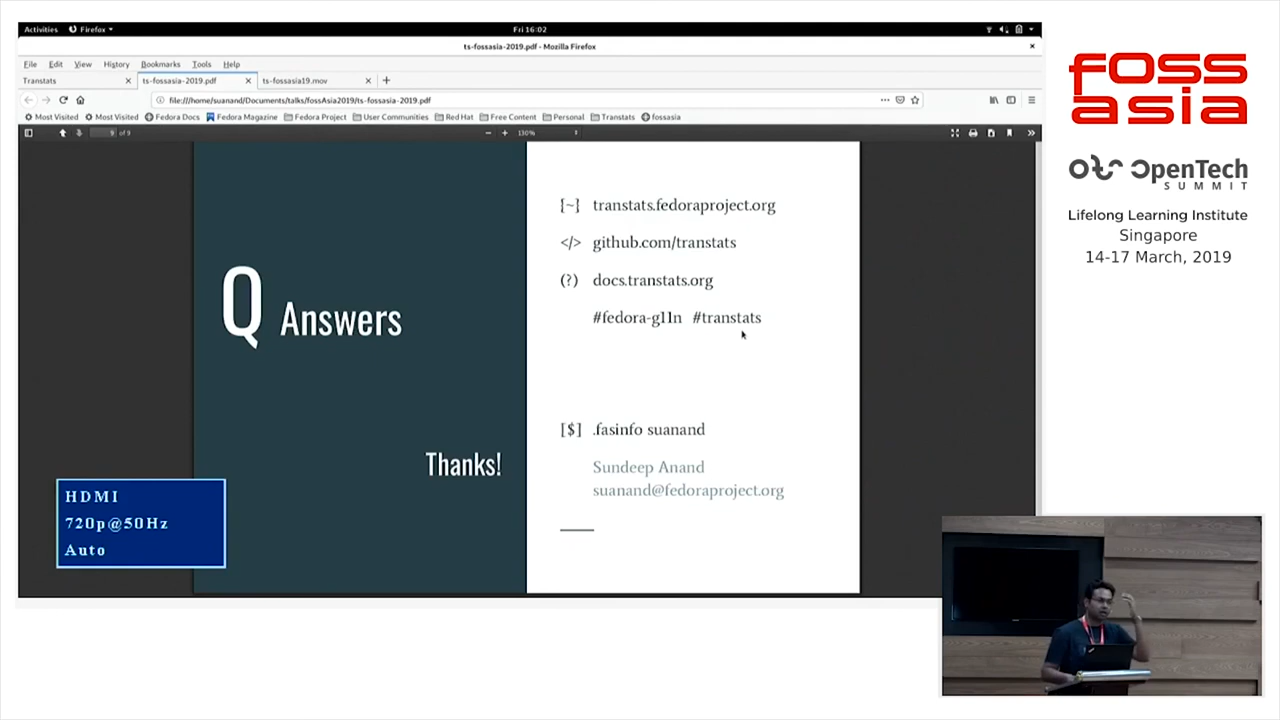 Activities Firefox Fri 16:02
ts-fossasia-2019.pdf - Mozilla Firefox
File Edit View History Bookmarks Tools Help
Transtats ts-fossasia-2019.pdf ts-fossasia19.mov
file:///home/suanand/Documents/talks/fossAsia2019/ts-fossasia-2019.pdf
Most Visited Most Visited Fedora Docs Fedora Magazine Fedora Project User Communities Red Hat Free Content Personal Transtats fossasia
9 of 9 130%
Q Answers
Thanks!
[~] transtats.fedoraproject.org
</> github.com/transtats
(?) docs.transtats.org
#fedora-g11n #transtats
[$] .fasinfo suanand
Sundeep Anand
suanand@fedoraproject.org
HDMI
720p@50Hz
Auto
FOSS
asia
OpenTech
SUMMIT
Lifelong Learning Institute
Singapore
14-17 March, 2019